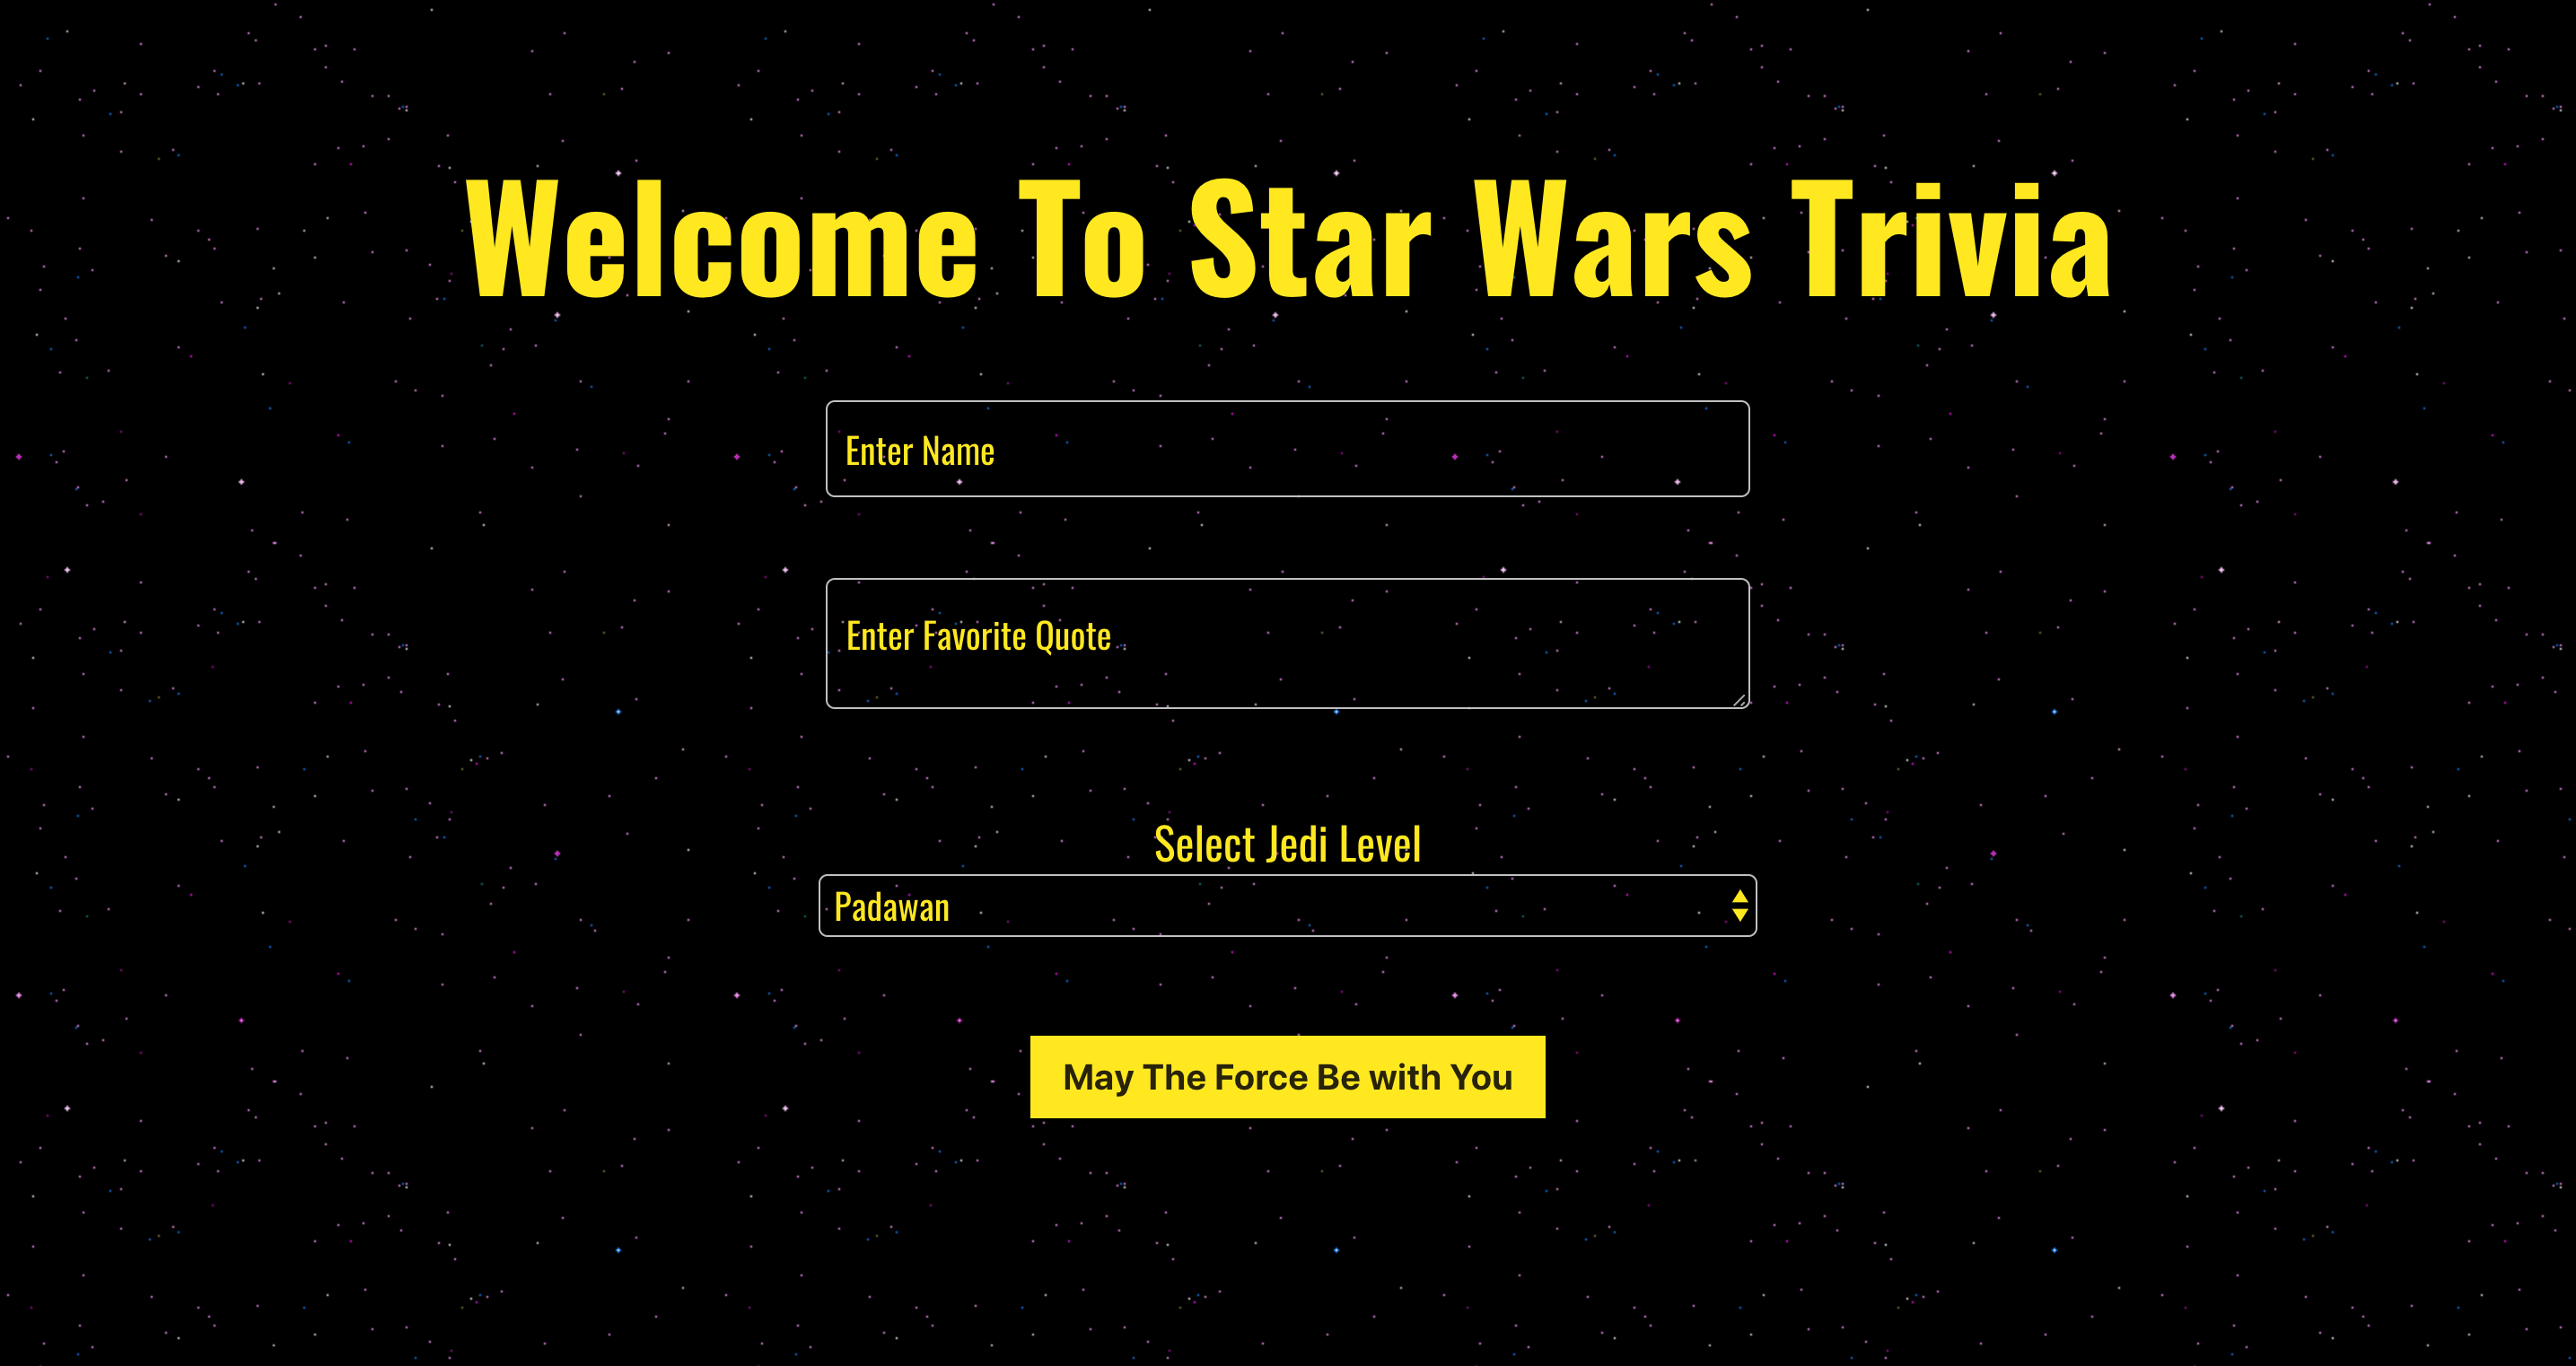 Welcome To Star Wars Trivia
Enter Name
Enter Favorite Quote
Select Jedi Level
Padawan
May The Force Be with You